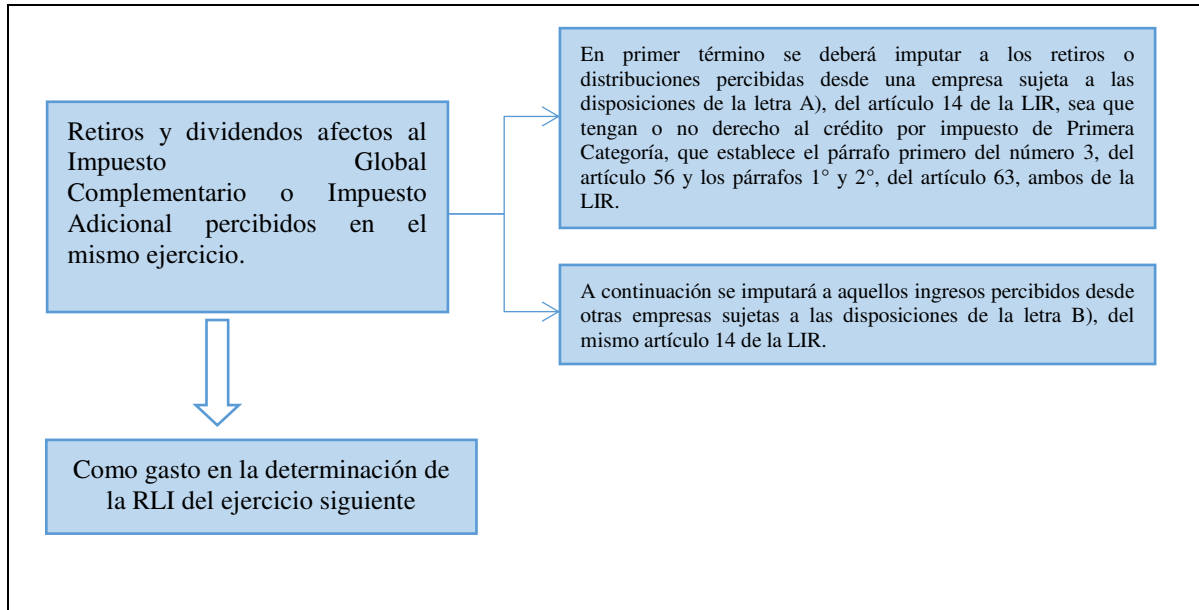 Retiros y dividendos afectos al
Impuesto Global
Complementario o Impuesto
Adicional percibidos en el
mismo ejercicio.
En primer término se deberá imputar a los retiros o
distribuciones percibidas desde una empresa sujeta a las
disposiciones de la letra A), del artículo 14 de la LIR, sea que
tengan o no derecho al crédito por impuesto de Primera
Categoría, que establece el párrafo primero del número 3, del
artículo 56 y los párrafos 1° y 2°, del artículo 63, ambos de la
LIR.
A continuación se imputará a aquellos ingresos percibidos desde
otras empresas sujetas a las disposiciones de la letra B), del
mismo artículo 14 de la LIR.
Como gasto en la determinación de
la RLI del ejercicio siguiente